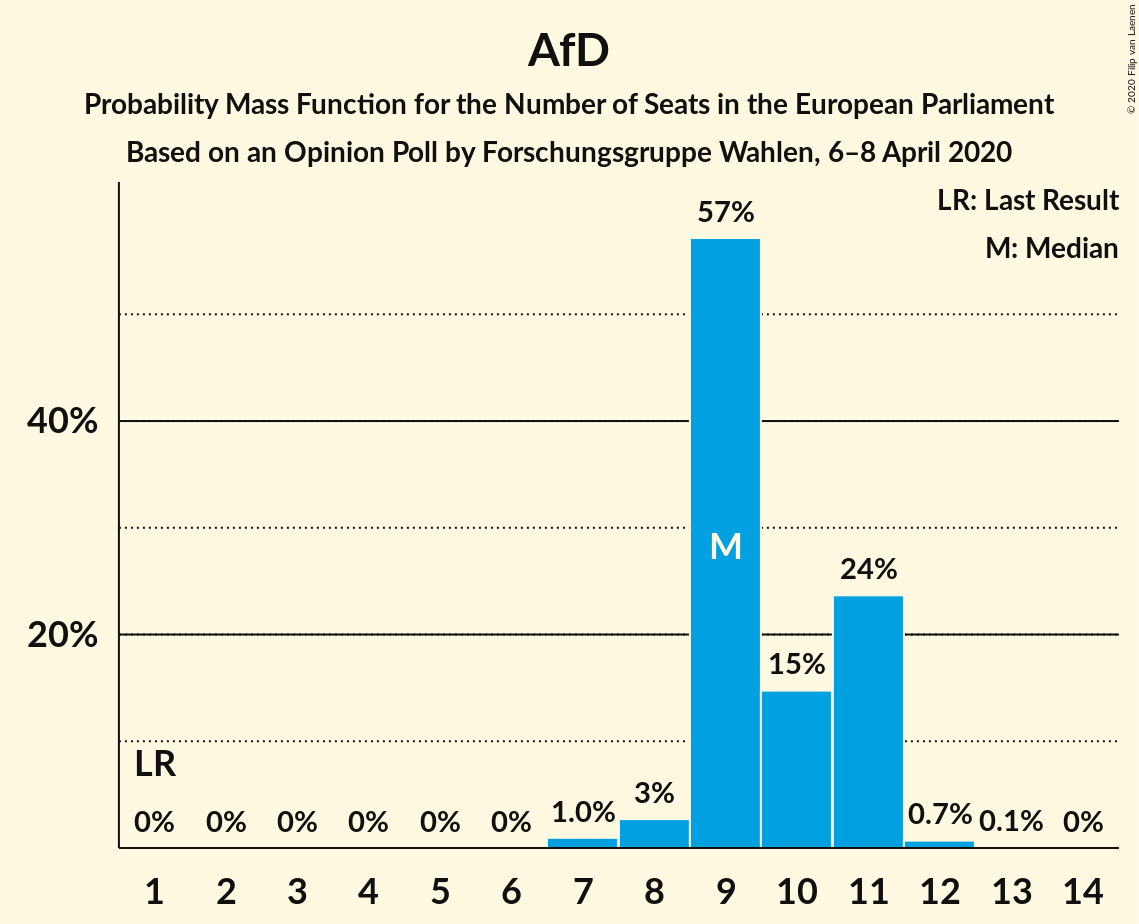 AfD
Probability Mass Function for the Number of Seats in the European Parliament
Based on an Opinion Poll by Forschungsgruppe Wahlen, 6–8 April 2020
© 2020 Filip van Laenen
LR: Last Result
M: Median
57%
40%
M
24%
20%
15%
LR
0% 0% 0% 0% 0% 0% 1.0% 3% 0.7% 0.1% 0%
1 2 3 4 5 6 7 8 9 10 11 12 13 14